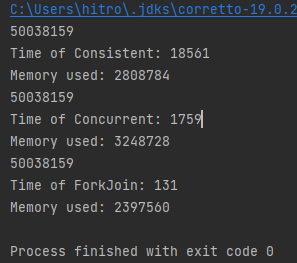 C:\Users\hitro\.jdks\corretto-19.0.2
50038159
Time of Consistent: 18561
Memory used: 2808784
50038159
Time of Concurrent: 1759
Memory used: 3248728
50038159
Time of ForkJoin: 131
Memory used: 2397560
Process finished with exit code 0